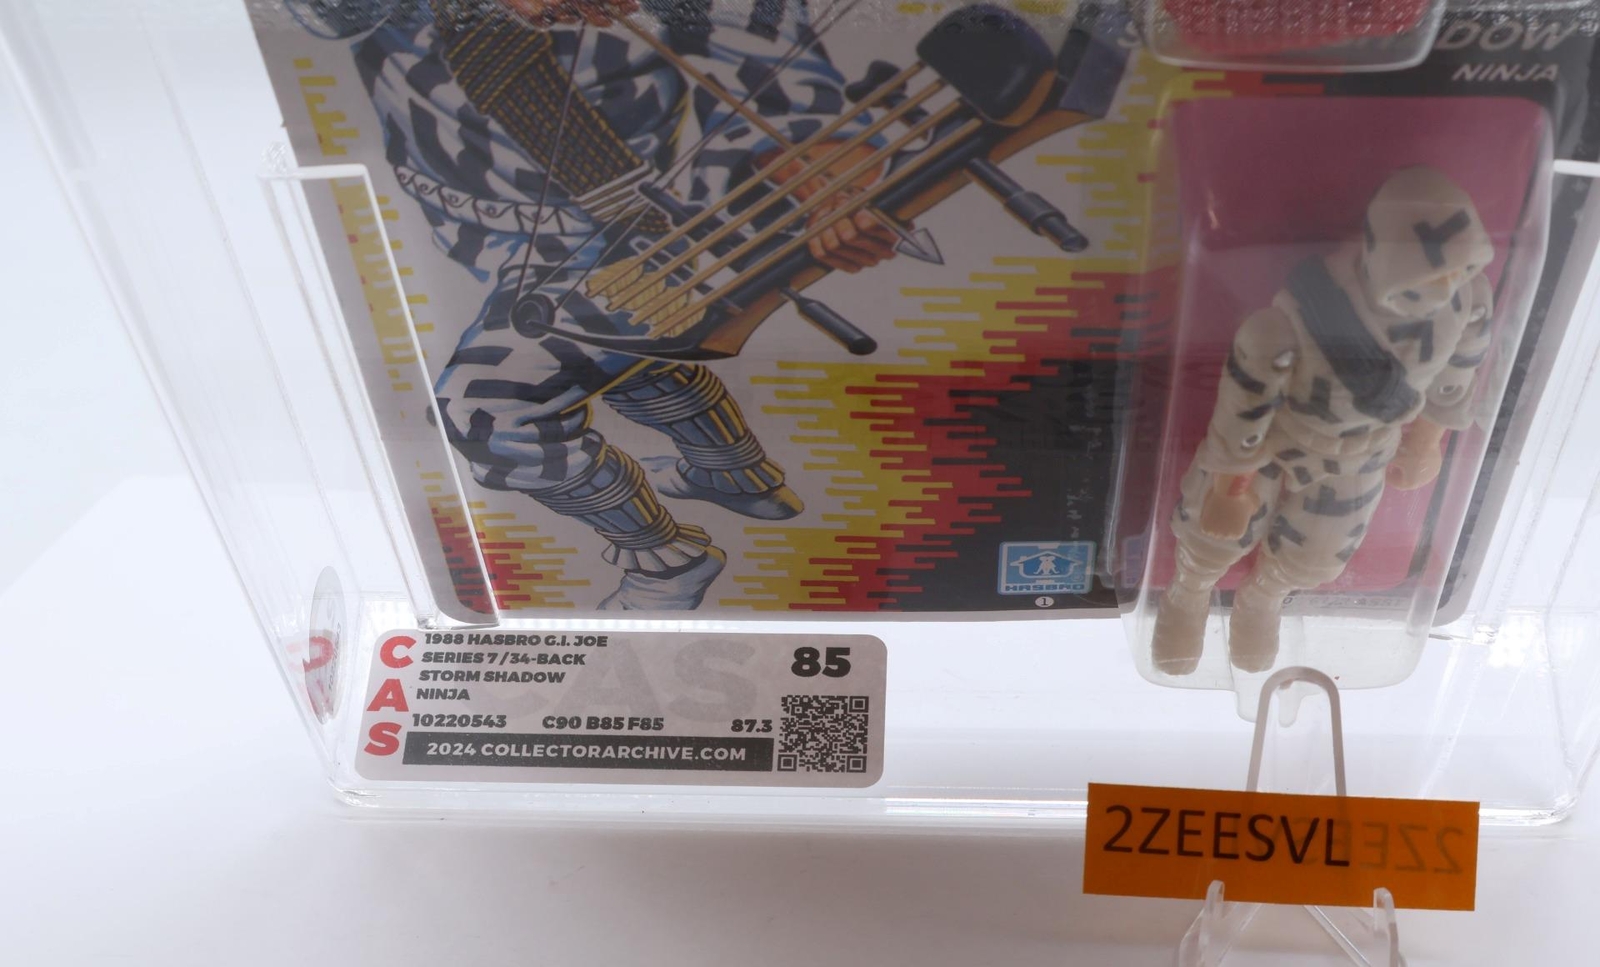 DOW
NINJA
HASBRO
1
CAS
1988 HASBRO G.I. JOE
SERIES 7/34-BACK
STORM SHADOW
NINJA
85
10220543 C90 B85 F85 87.3
2024 COLLECTORARCHIVE.COM
2ZEESVL